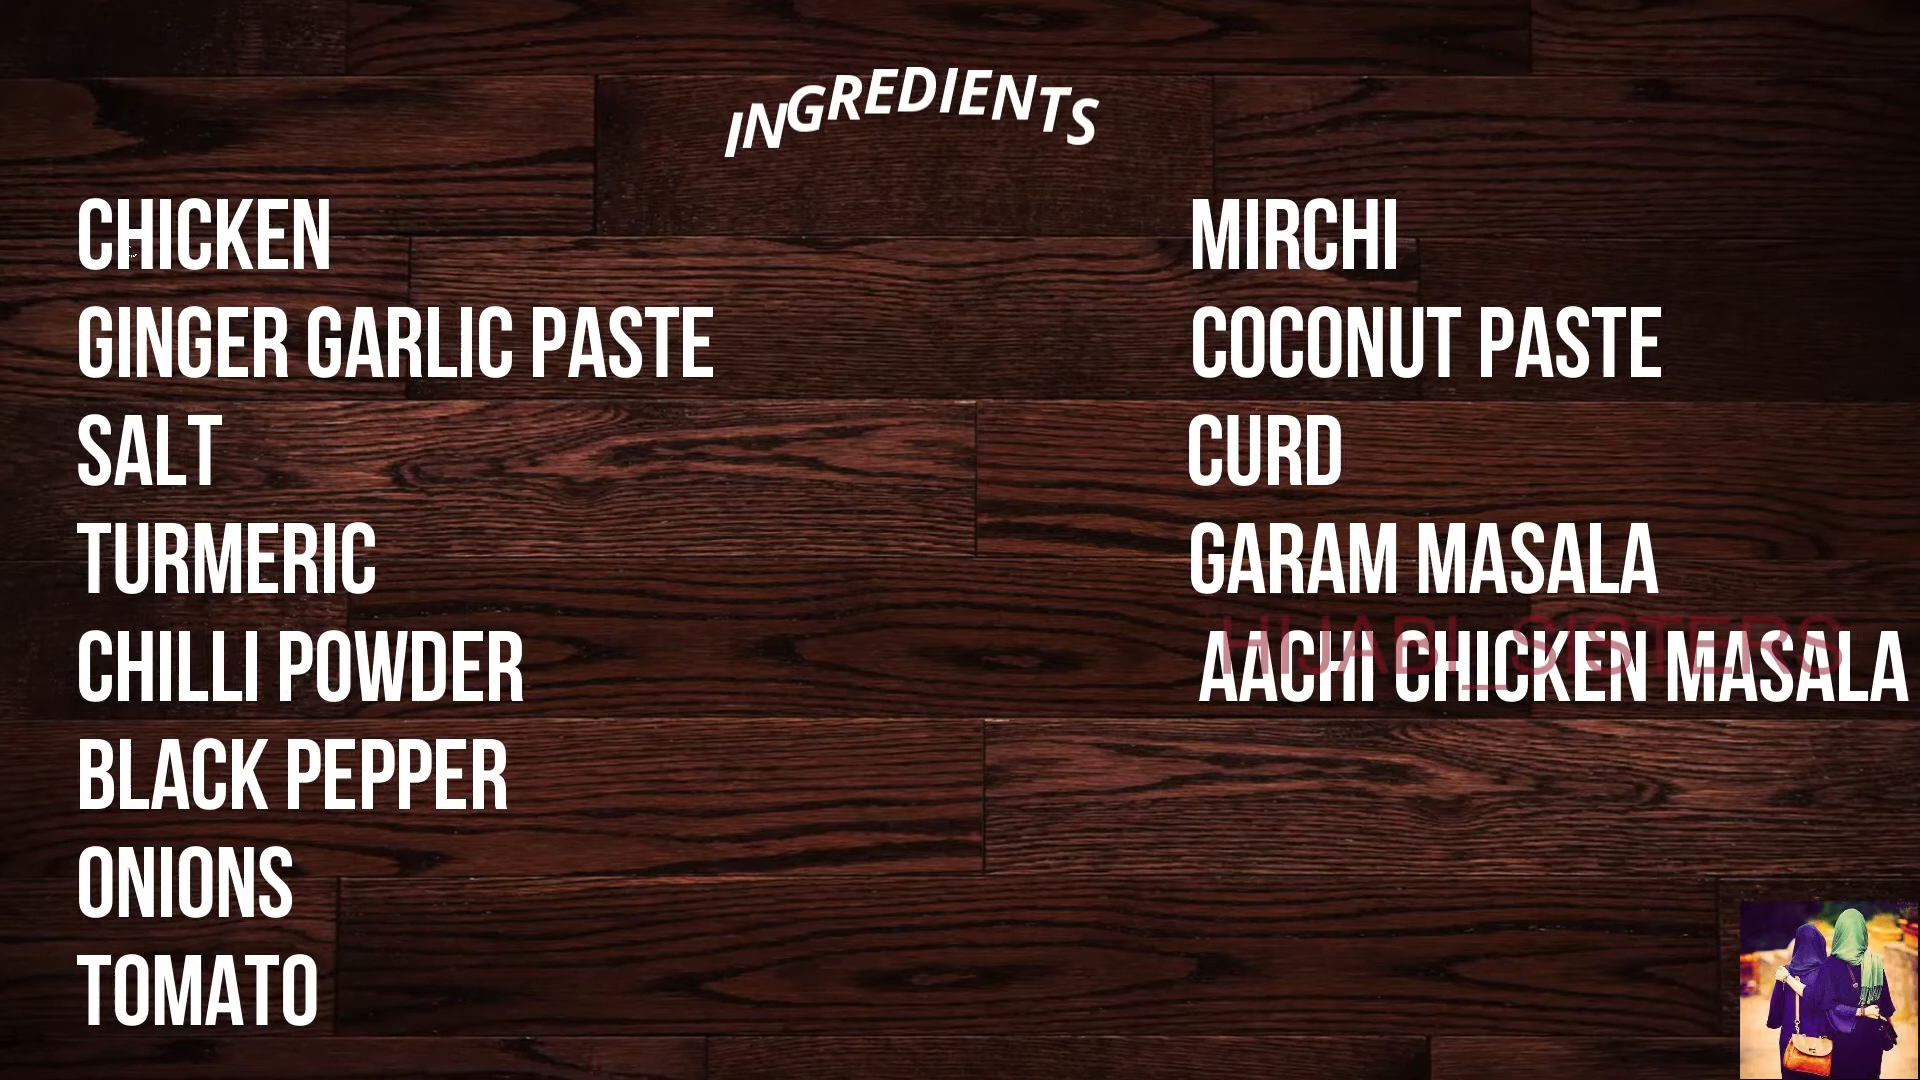 INGREDIENTS
CHICKEN
GINGER GARLIC PASTE
SALT
TURMERIC
CHILLI POWDER
BLACK PEPPER
ONIONS
TOMATO
MIRCHI
COCONUT PASTE
CURD
GARAM MASALA
HIJABI_SISTERS
AACHI CHICKEN MASALA